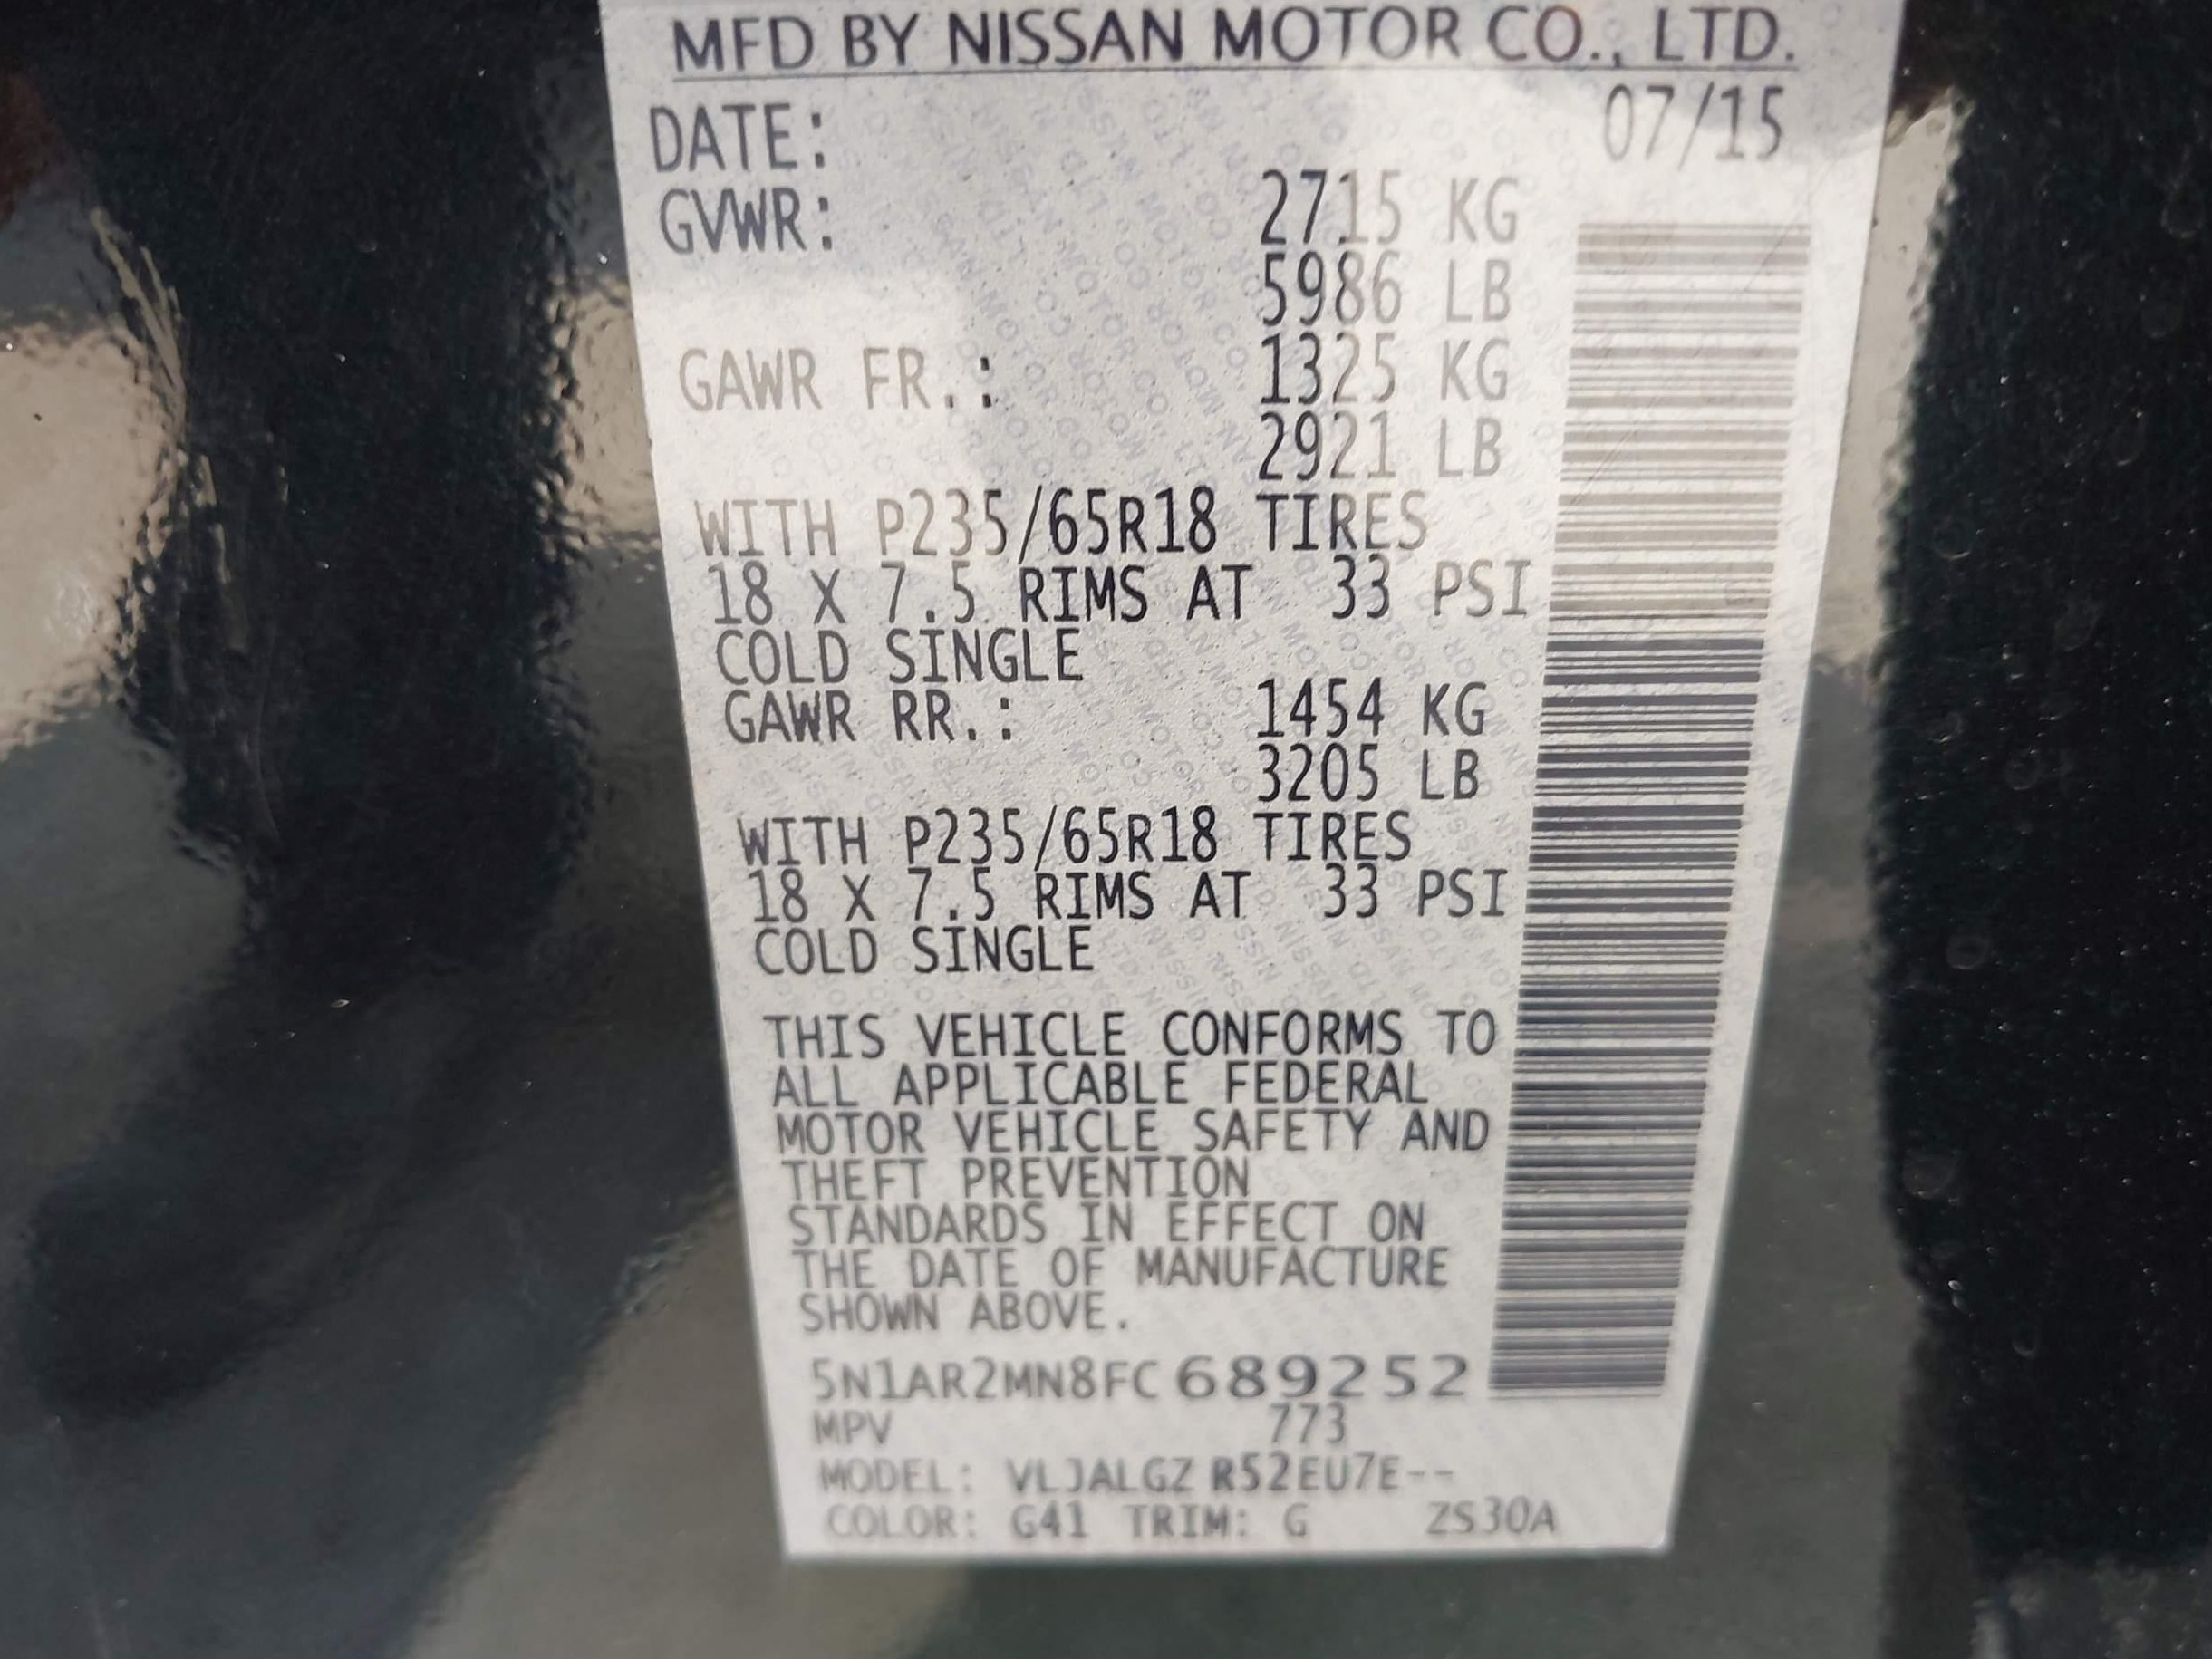 MFD BY NISSAN MOTOR CO., LTD.
DATE: 07/15
GVWR: 2715 KG
5986 LB
GAWR FR.: 1325 KG
2921 LB
WITH P235/65R18 TIRES
18 X 7.5 RIMS AT 33 PSI
COLD SINGLE
GAWR RR.: 1454 KG
3205 LB
WITH P235/65R18 TIRES
18 X 7.5 RIMS AT 33 PSI
COLD SINGLE
THIS VEHICLE CONFORMS TO
ALL APPLICABLE FEDERAL
MOTOR VEHICLE SAFETY AND
THEFT PREVENTION
STANDARDS IN EFFECT ON
THE DATE OF MANUFACTURE
SHOWN ABOVE.
5N1AR2MN8FC689252
MPV 773
MODEL: VLJALGZ R52EU7E--
COLOR: G41 TRIM: G ZS30A